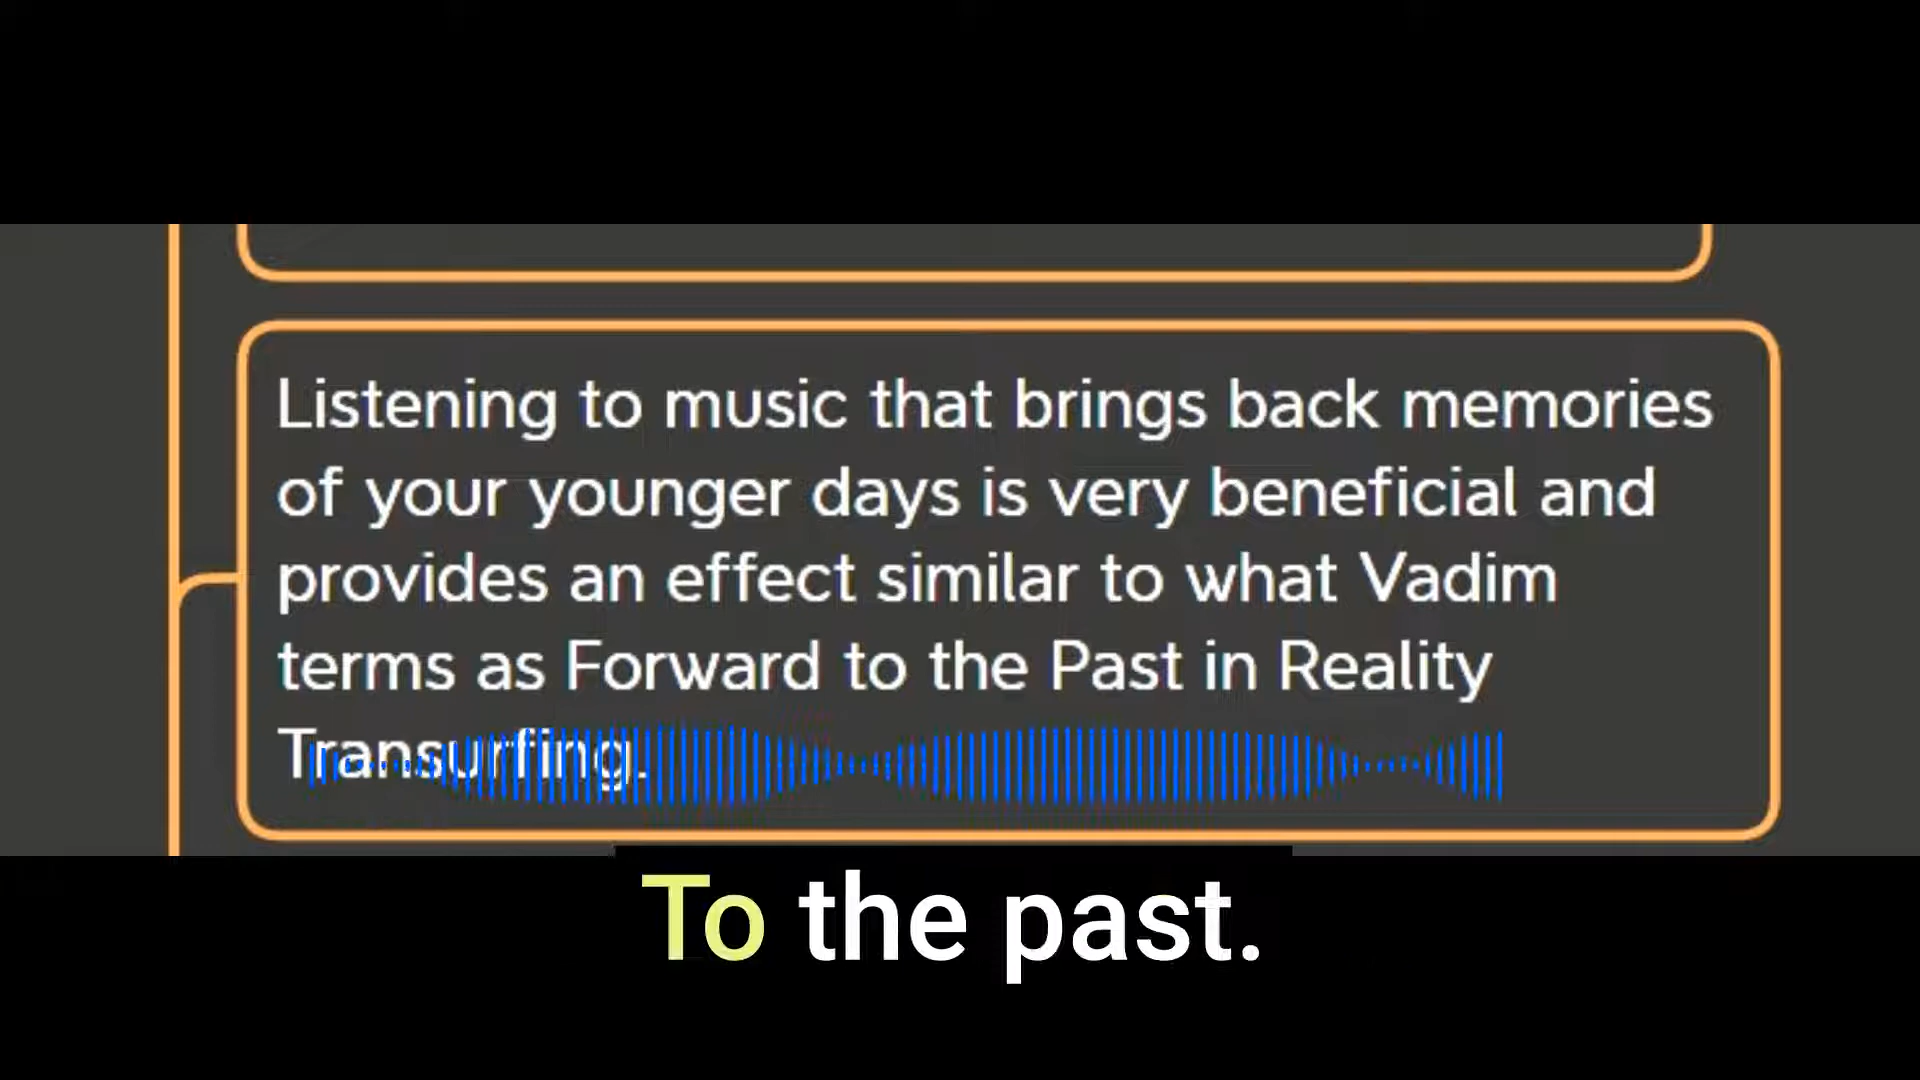 Listening to music that brings back memories
of your younger days is very beneficial and
provides an effect similar to what Vadim
terms as Forward to the Past in Reality
Transurfing.
To the past.